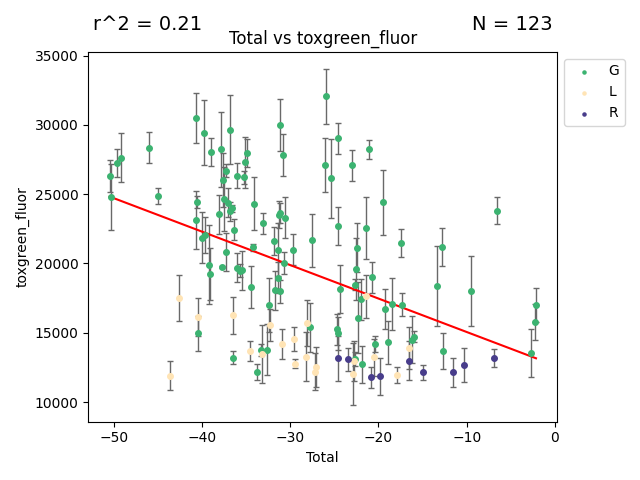 r^2 = 0.21 N = 123
Total vs toxgreen_fluor
35000
30000
25000
20000
15000
10000
toxgreen_fluor
−50 −40 −30 −20 −10 0
Total
G
L
R